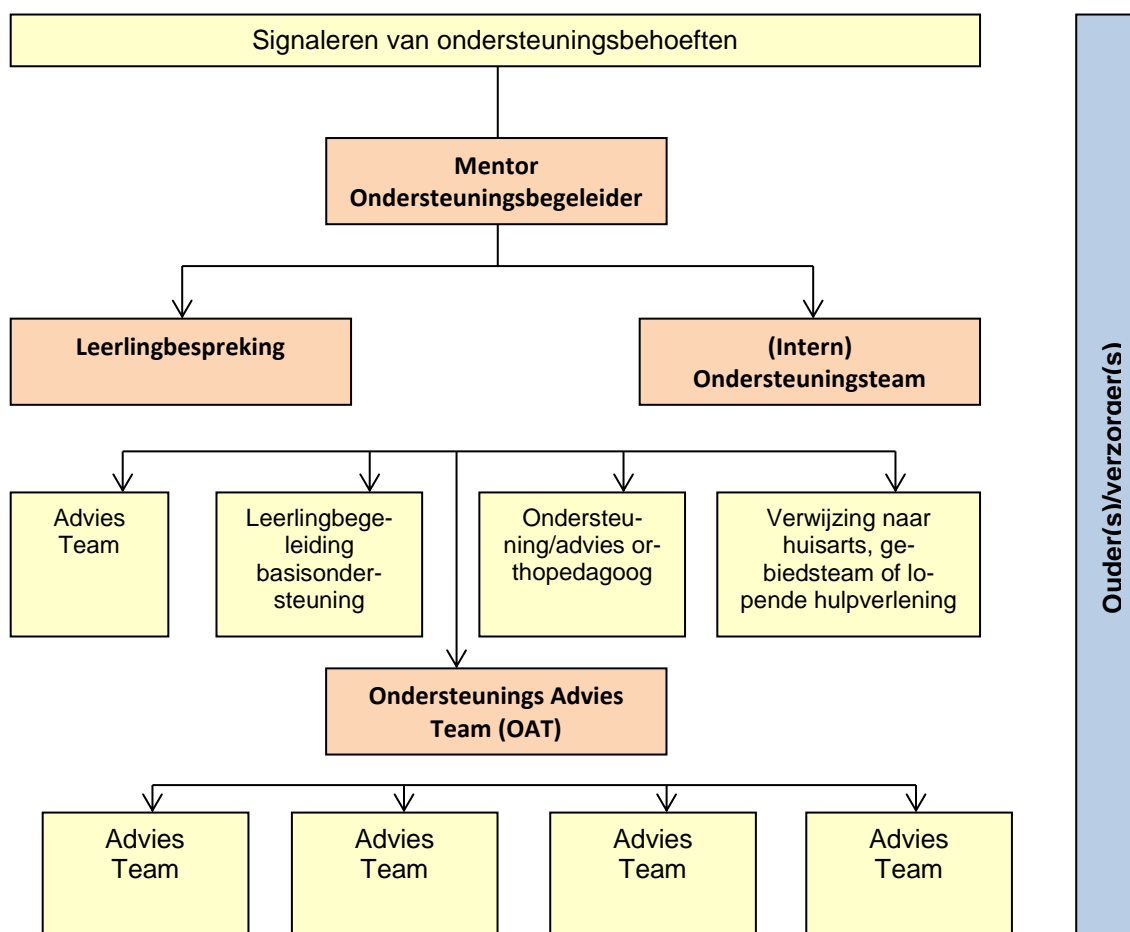 Signaleren van ondersteuningsbehoeften
Mentor
Ondersteuningsbegeleider
Leerlingbespreking
(Intern)
Ondersteuningsteam
Advies
Team
Leerlingbege-
leiding
basisonder-
steuning
Ondersteu-
ning/advies or-
thopedagoog
Verwijzing naar
huisarts, ge-
biedsteam of lo-
pende hulpverlening
Ondersteunings Advies
Team (OAT)
Advies
Team
Advies
Team
Advies
Team
Advies
Team
Ouder(s)/verzorger(s)